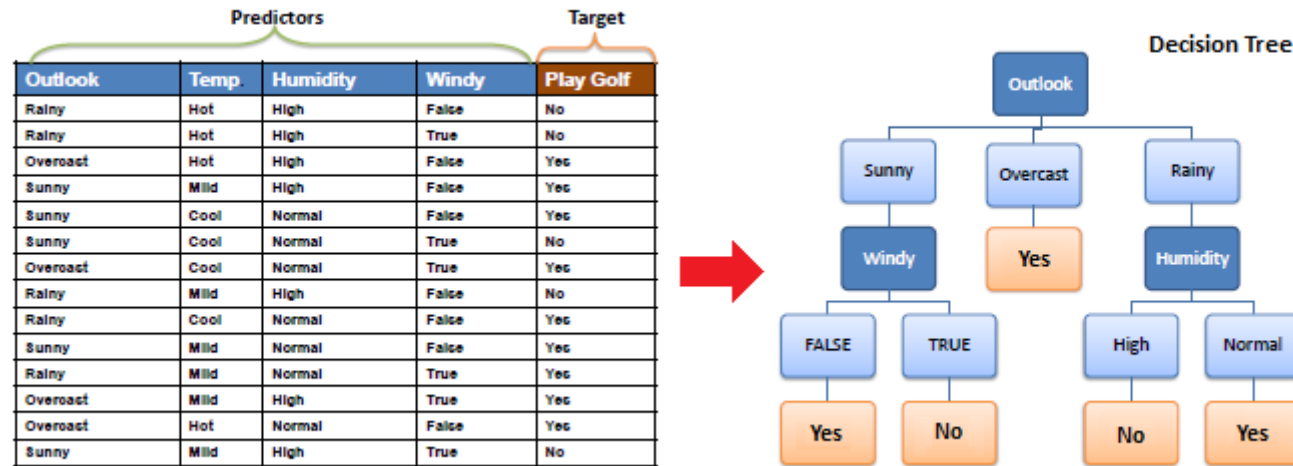 Predictors Target
Outlook Temp. Humidity Windy Play Golf
Rainy Hot High False No
Rainy Hot High True No
Overcast Hot High False Yes
Sunny Mild High False Yes
Sunny Cool Normal False Yes
Sunny Cool Normal True No
Overcast Cool Normal True Yes
Rainy Mild High False No
Rainy Cool Normal False Yes
Sunny Mild Normal False Yes
Rainy Mild Normal True Yes
Overcast Mild High True Yes
Overcast Hot Normal False Yes
Sunny Mild High True No
Decision Tree
Outlook
Sunny Overcast Rainy
Windy Yes Humidity
FALSE TRUE High Normal
Yes No No Yes